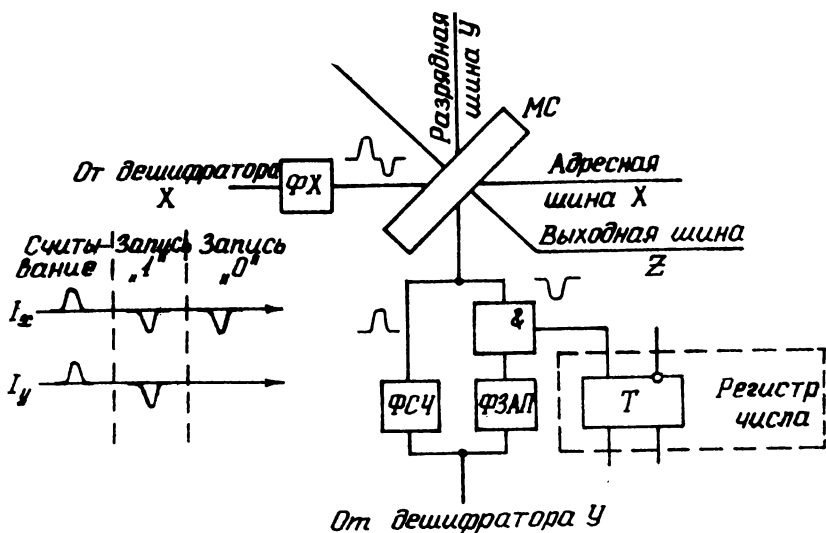 Разрядная
шина У
МС
От дешифратора
Х
ФХ
Адресная
шина Х
Выходная шина
Z
Считы-
вание
Запись
„1"
Запись
„0"
Iх
Iу
&
ФСЧ
ФЗАП
Т
Регистр
числа
От дешифратора У